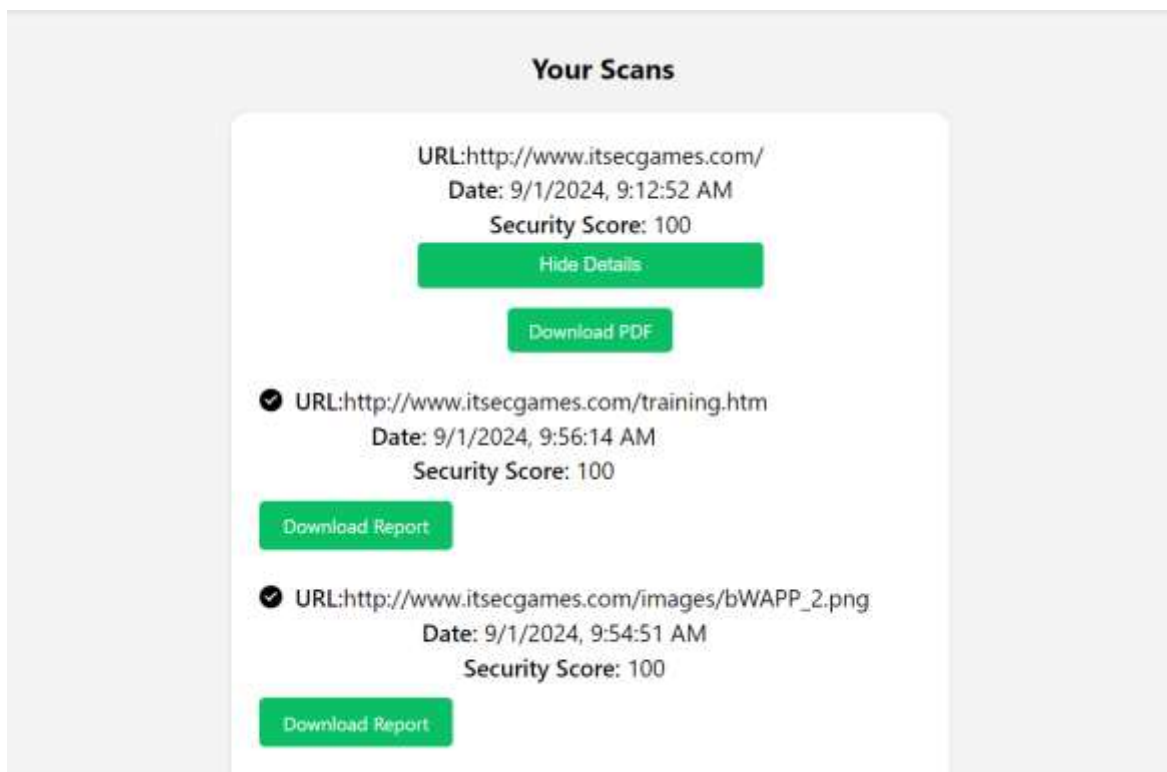 Your Scans
URL:http://www.itsecgames.com/
Date: 9/1/2024, 9:12:52 AM
Security Score: 100
Hide Details
Download PDF
URL:http://www.itsecgames.com/training.htm
Date: 9/1/2024, 9:56:14 AM
Security Score: 100
Download Report
URL:http://www.itsecgames.com/images/bWAPP_2.png
Date: 9/1/2024, 9:54:51 AM
Security Score: 100
Download Report